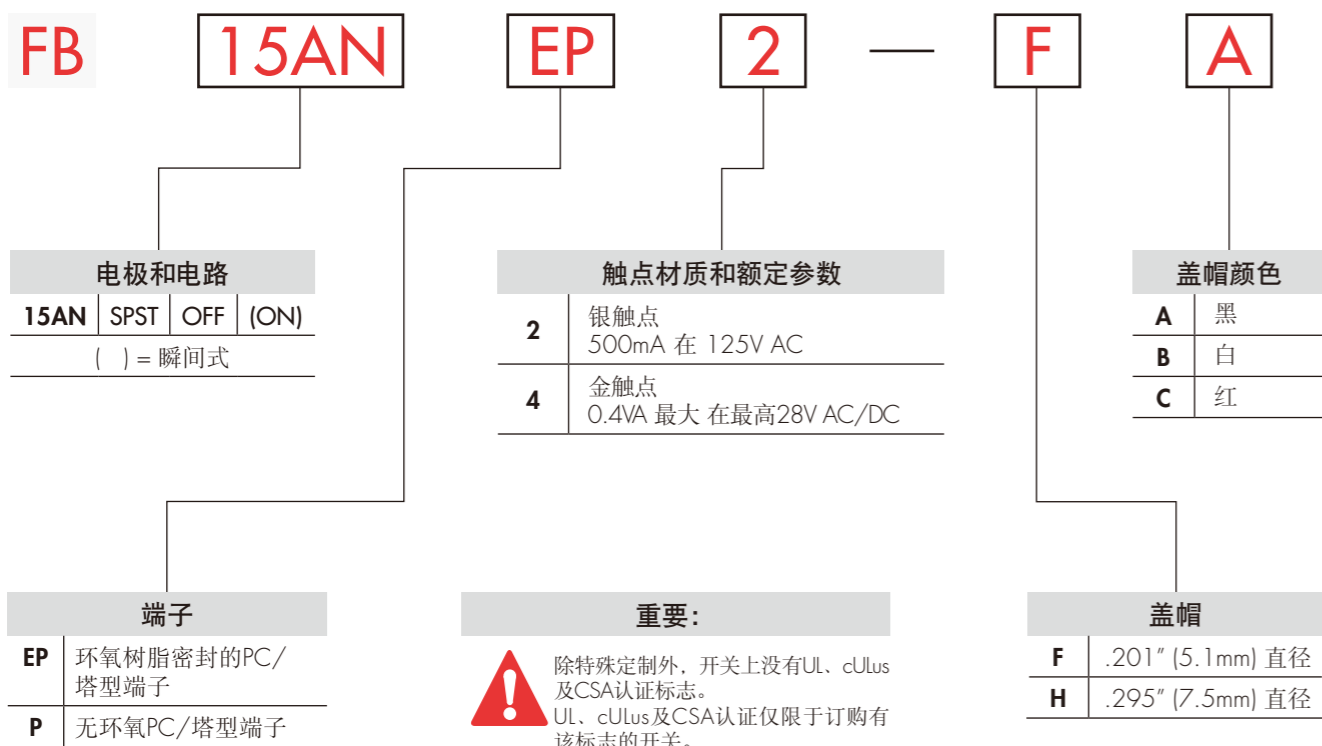 FB 15AN EP 2 — F A
电极和电路
15AN SPST OFF (ON)
( ) = 瞬间式
触点材质和额定参数
2 银触点
500mA 在 125V AC
4 金触点
0.4VA 最大 在最高28V AC/DC
盖帽颜色
A 黑
B 白
C 红
端子
EP 环氧树脂密封的PC/
塔型端子
P 无环氧PC/塔型端子
重要:
除特殊定制外, 开关上没有UL、cULus
及CSA认证标志。
UL、cULus及CSA认证仅限于订购有
该标志的开关。
盖帽
F .201" (5.1mm) 直径
H .295" (7.5mm) 直径